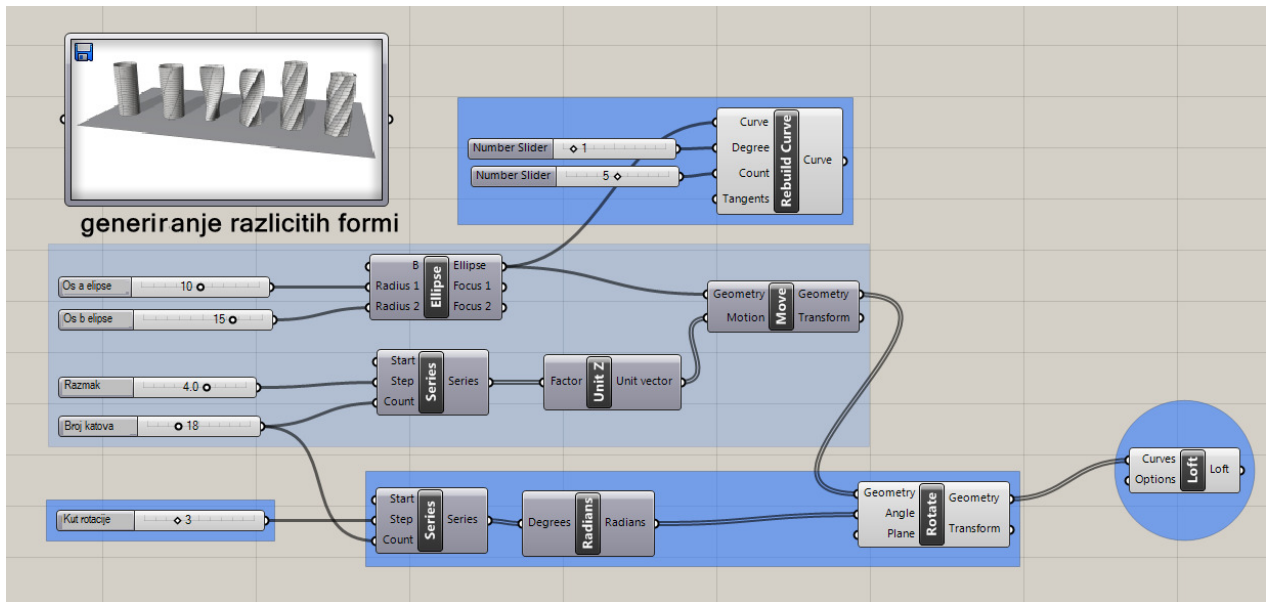 generiranje razlicitih formi
Number Slider 1
Number Slider 5
Curve
Degree
Count
Tangents
Rebuild Curve
Curve
Os a elipse 10
Os b elipse 15
B
Radius 1
Radius 2
Ellipse
Ellipse
Focus 1
Focus 2
Geometry
Motion
Move
Geometry
Transform
Razmak 4.0
Broj katova 18
Start
Step
Count
Series
Series
Factor
Unit Z
Unit vector
Kut rotacije 3
Start
Step
Count
Series
Series
Degrees
Radians
Radians
Geometry
Angle
Plane
Rotate
Geometry
Transform
Curves
Options
Loft
Loft